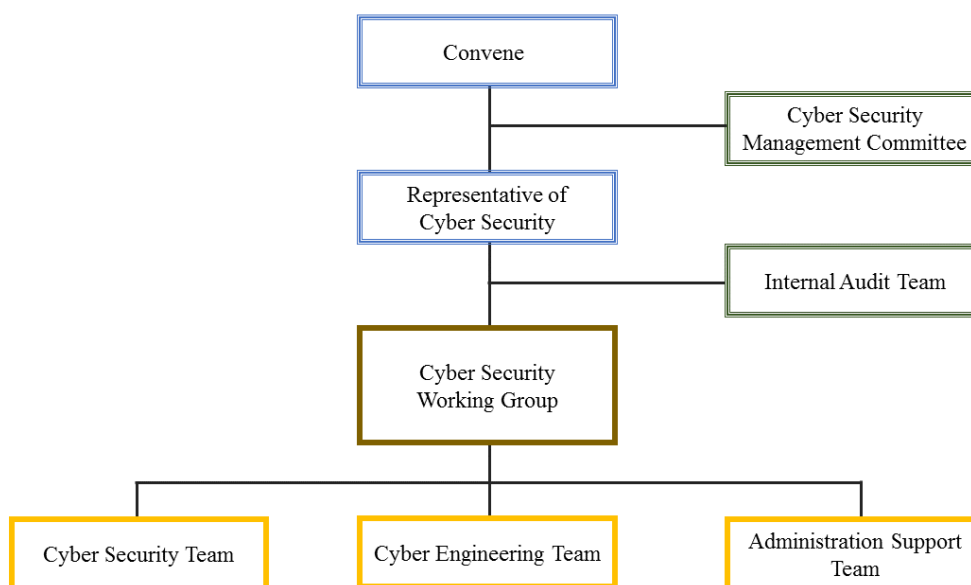 Convene
Cyber Security
Management Committee
Representative of
Cyber Security
Internal Audit Team
Cyber Security
Working Group
Cyber Security Team
Cyber Engineering Team
Administration Support
Team